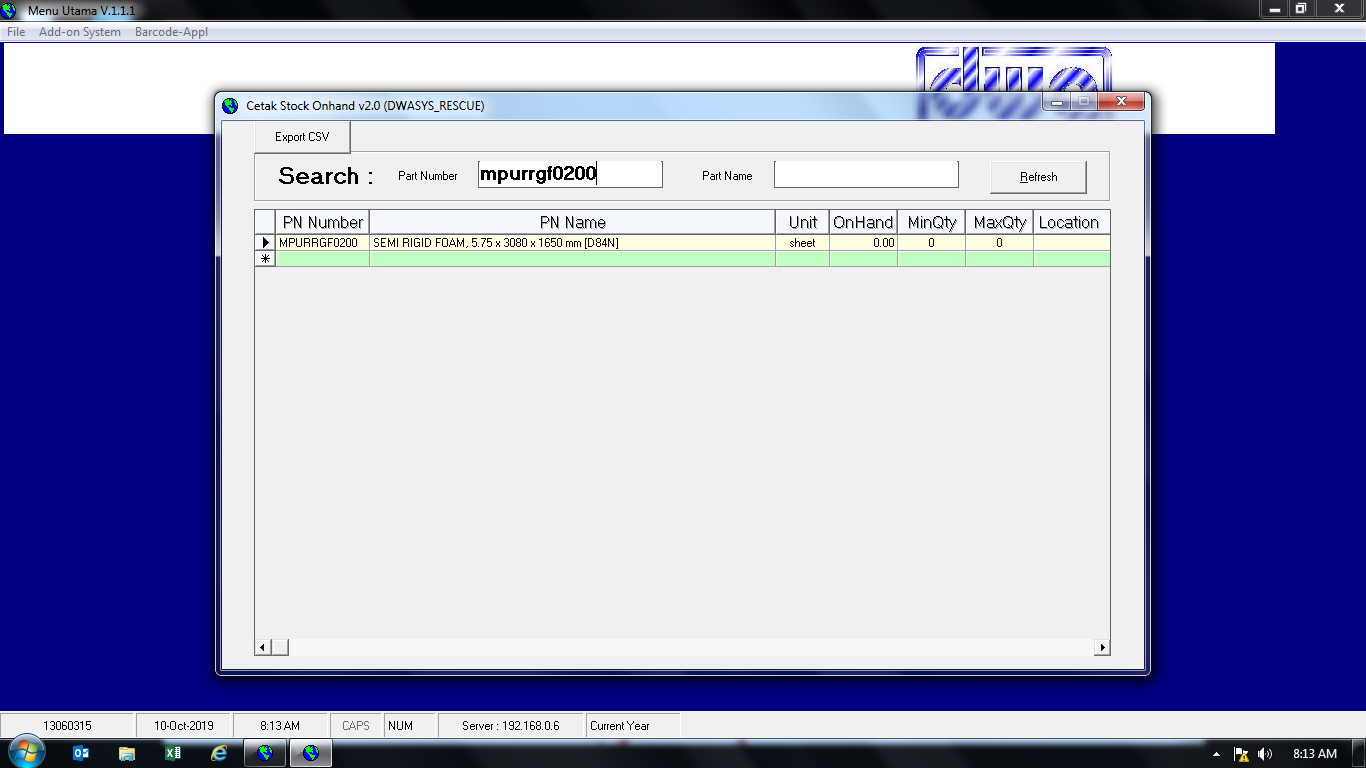 Menu Utama V.1.1.1
File Add-on System Barcode-Appl
dwa
Cetak Stock Onhand v2.0 (DWASYS_RESCUE)
Export CSV
Search : Part Number mpurrgf0200 Part Name Refresh
PN Number PN Name Unit OnHand MinQty MaxQty Location
MPURRGF0200 SEMI RIGID FOAM, 5.75 x 3080 x 1650 mm [D84N] sheet 0.00 0 0
13060315 10-Oct-2019 8:13 AM CAPS NUM Server : 192.168.0.6 Current Year
8:13 AM